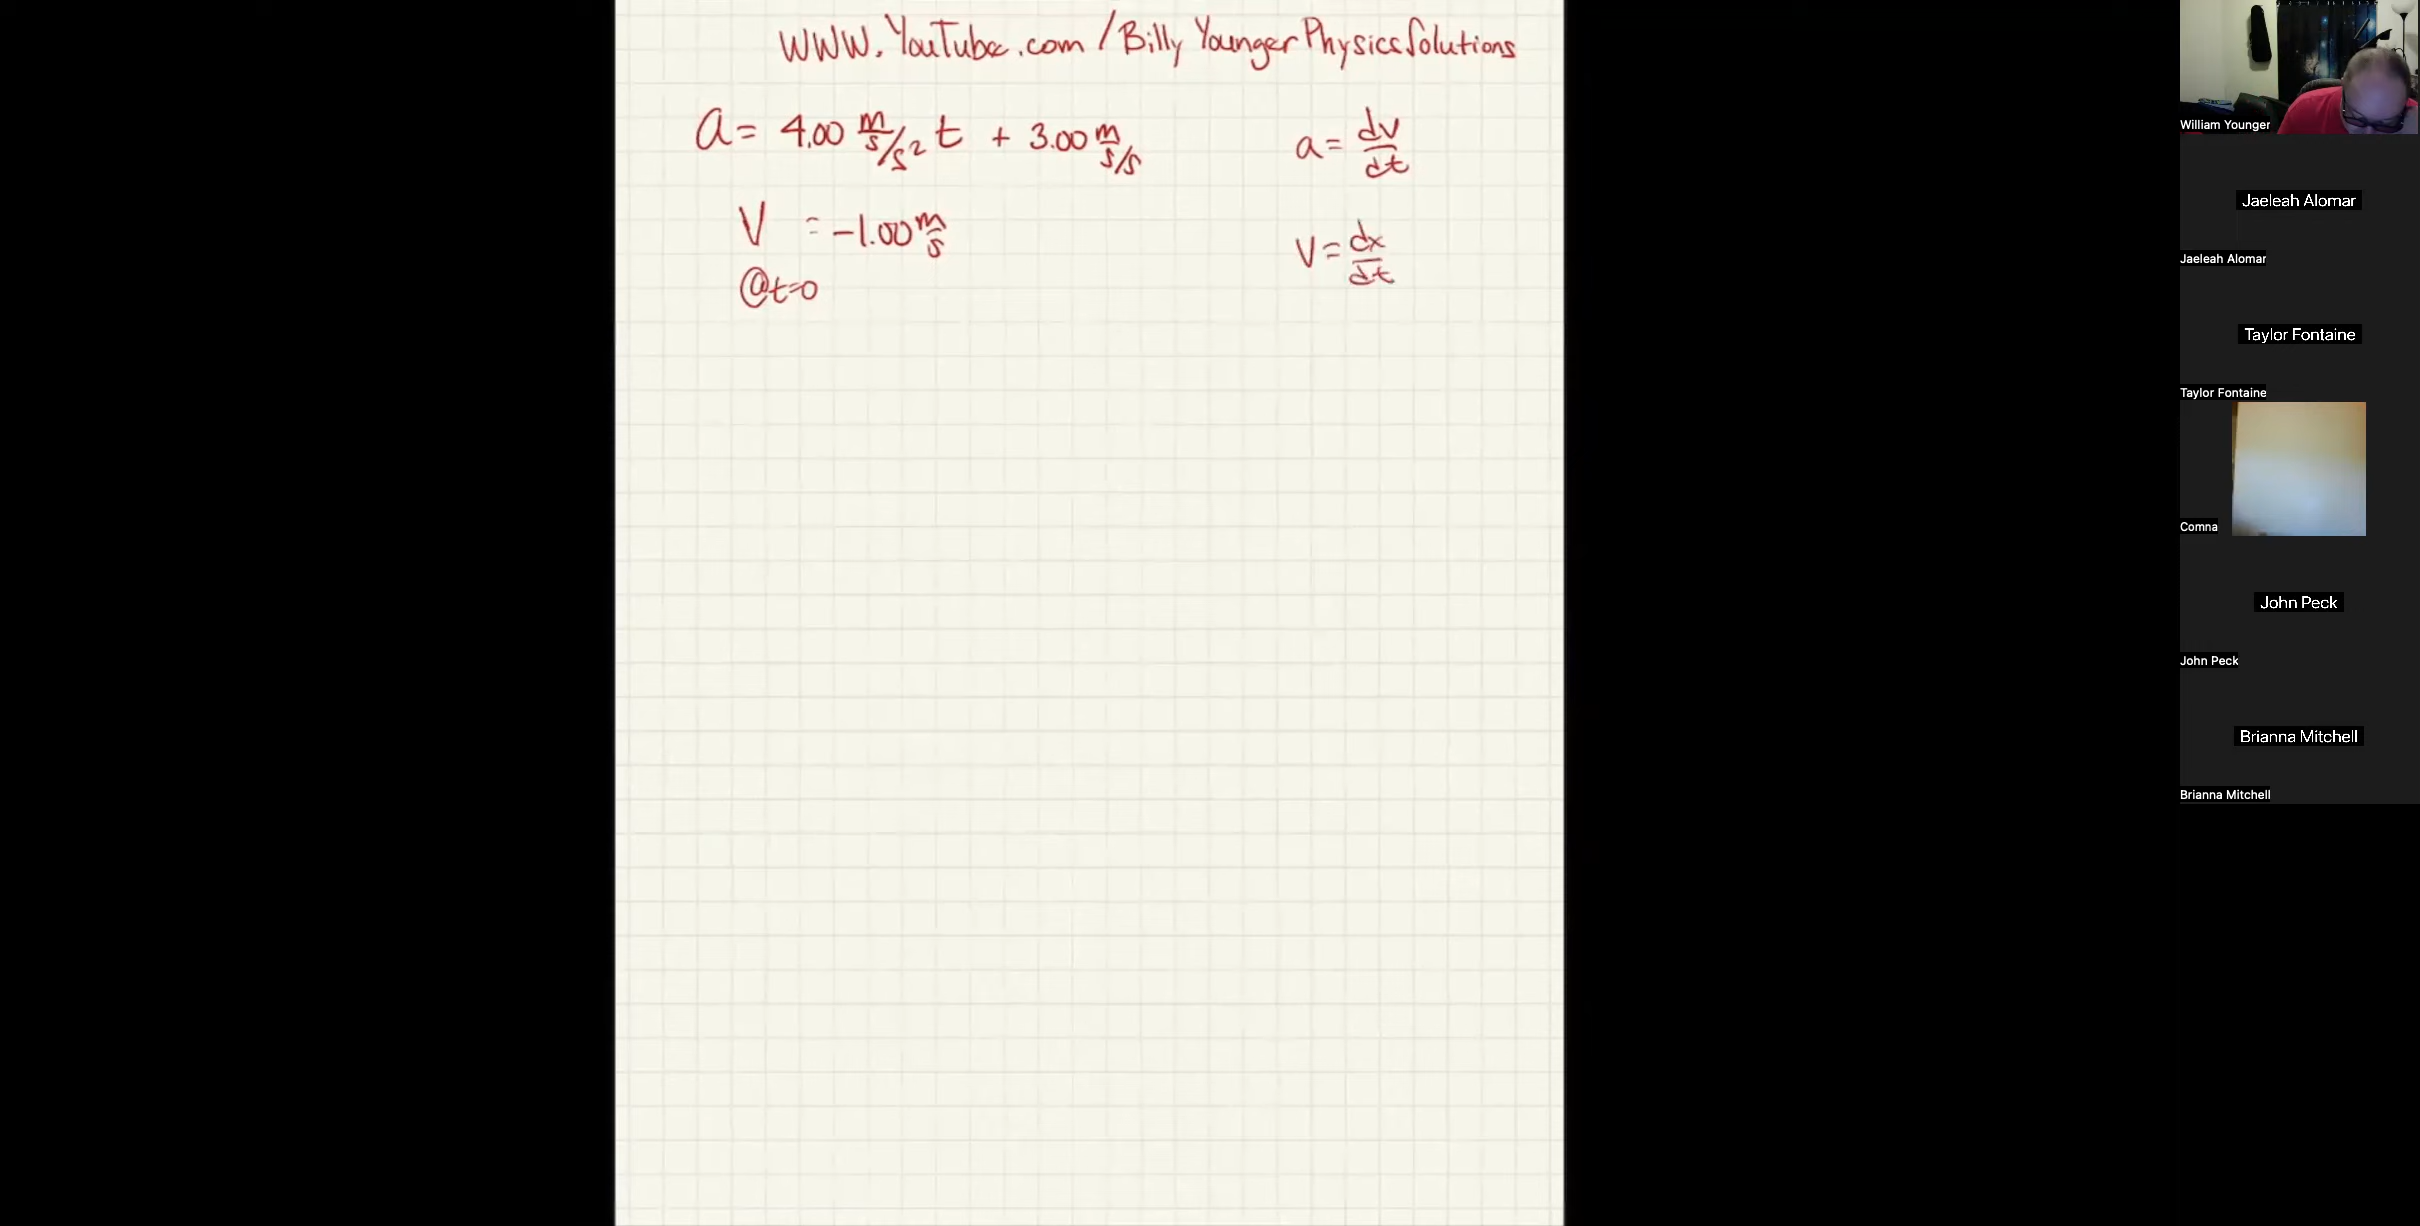 WWW.YouTube.com/BillyYoungerPhysicsSolutions
a = 4.00 m/s/s² t + 3.00 m/s/s
a = dv/dt
V = -1.00 m/s
@t=0
V = dx/dt
William Younger
Jaeleah Alomar
Jaeleah Alomar
Taylor Fontaine
Taylor Fontaine
Comna
John Peck
John Peck
Brianna Mitchell
Brianna Mitchell